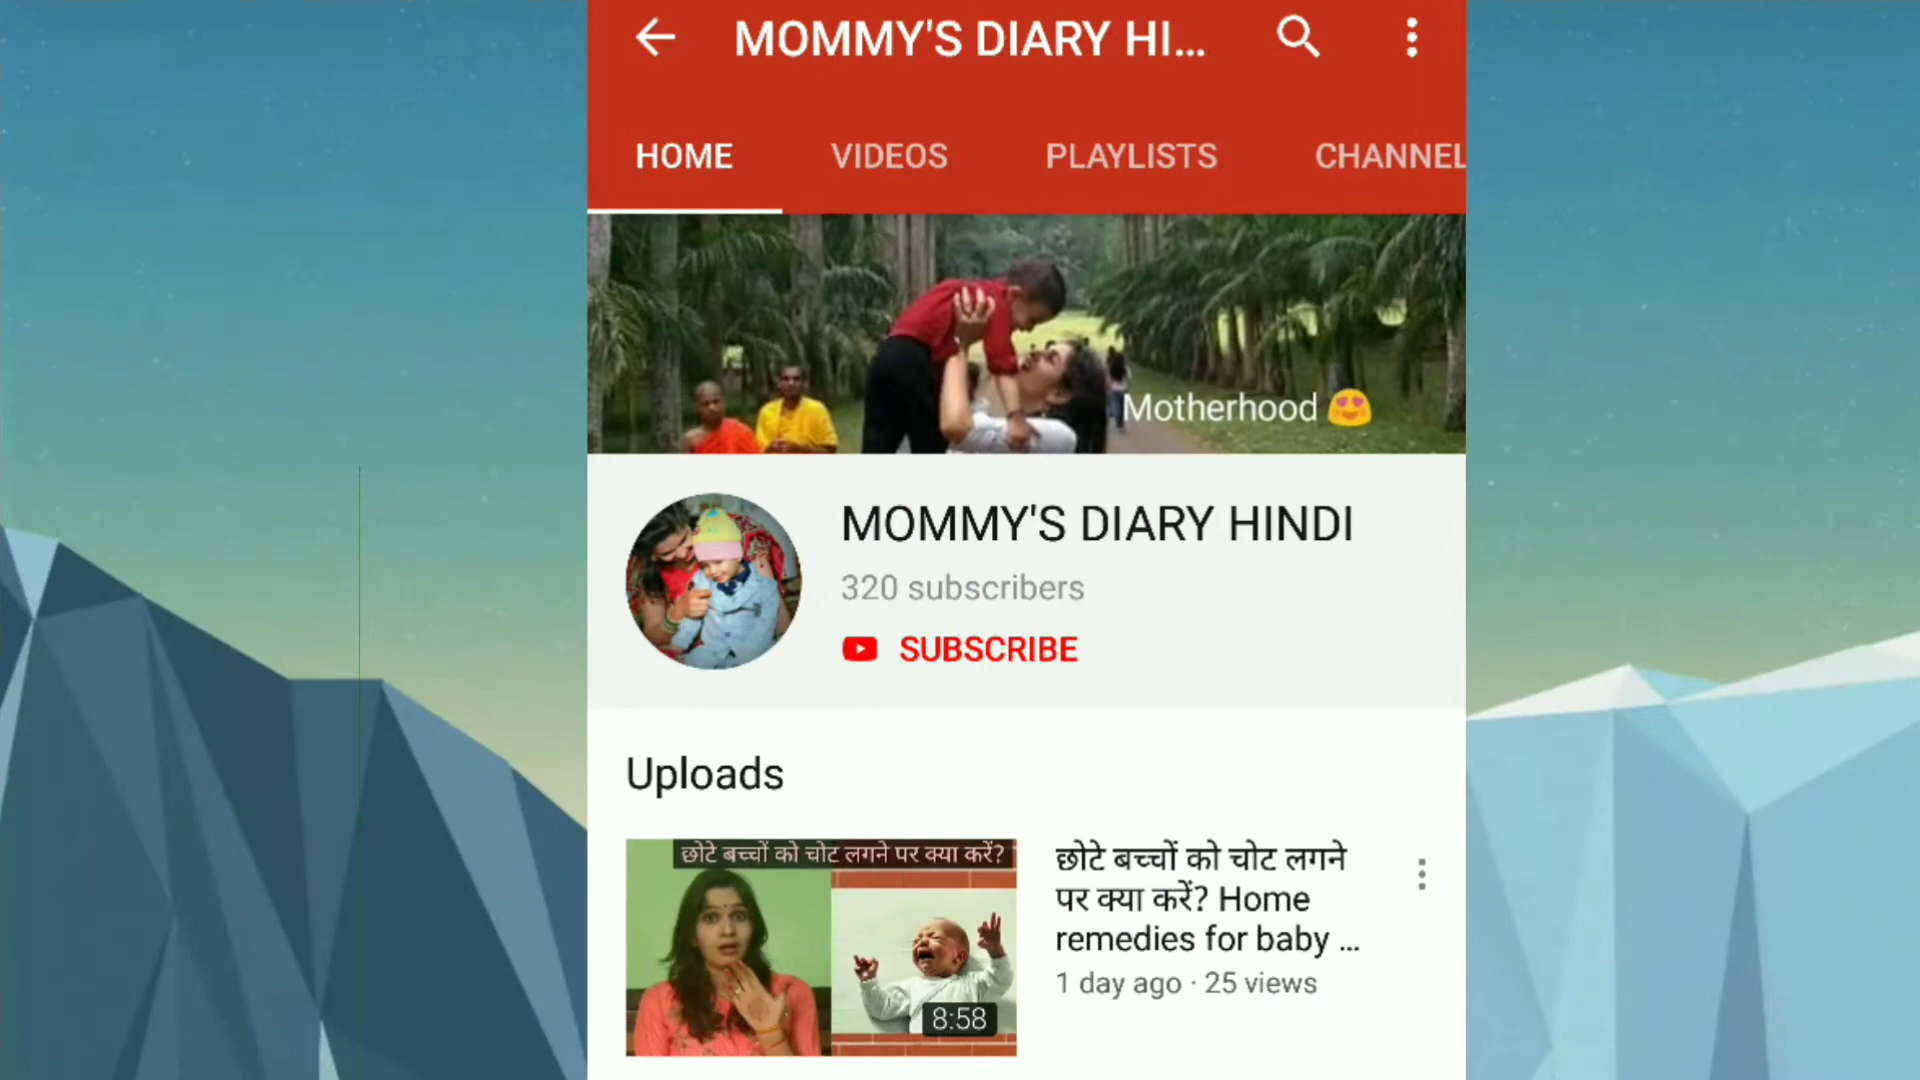 MOMMY'S DIARY HI...
HOME VIDEOS PLAYLISTS CHANNEL
Motherhood 😍
MOMMY'S DIARY HINDI
320 subscribers
SUBSCRIBE
Uploads
छोटे बच्चों को चोट लगने पर क्या करें?
8:58
छोटे बच्चों को चोट लगने
पर क्या करें? Home
remedies for baby ...
1 day ago · 25 views